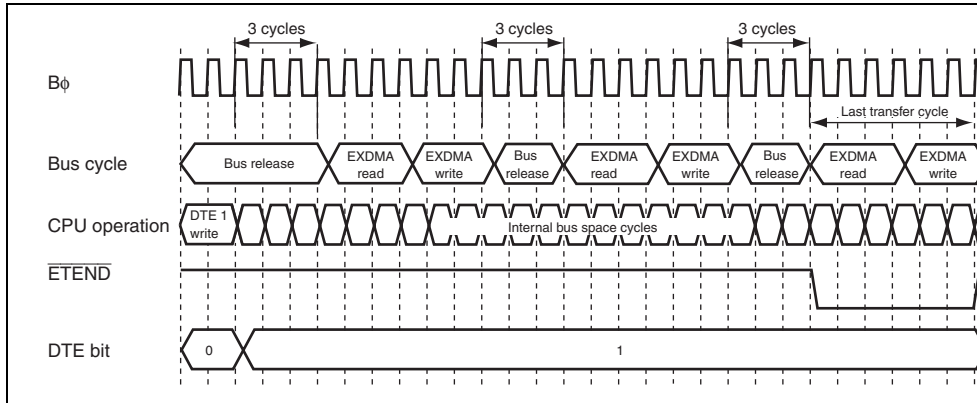 3 cycles 3 cycles 3 cycles
Bϕ
Last transfer cycle
Bus cycle Bus release EXDMA read EXDMA write Bus release EXDMA read EXDMA write Bus release EXDMA read EXDMA write
CPU operation DTE 1 write Internal bus space cycles
ETEND
DTE bit 0 1